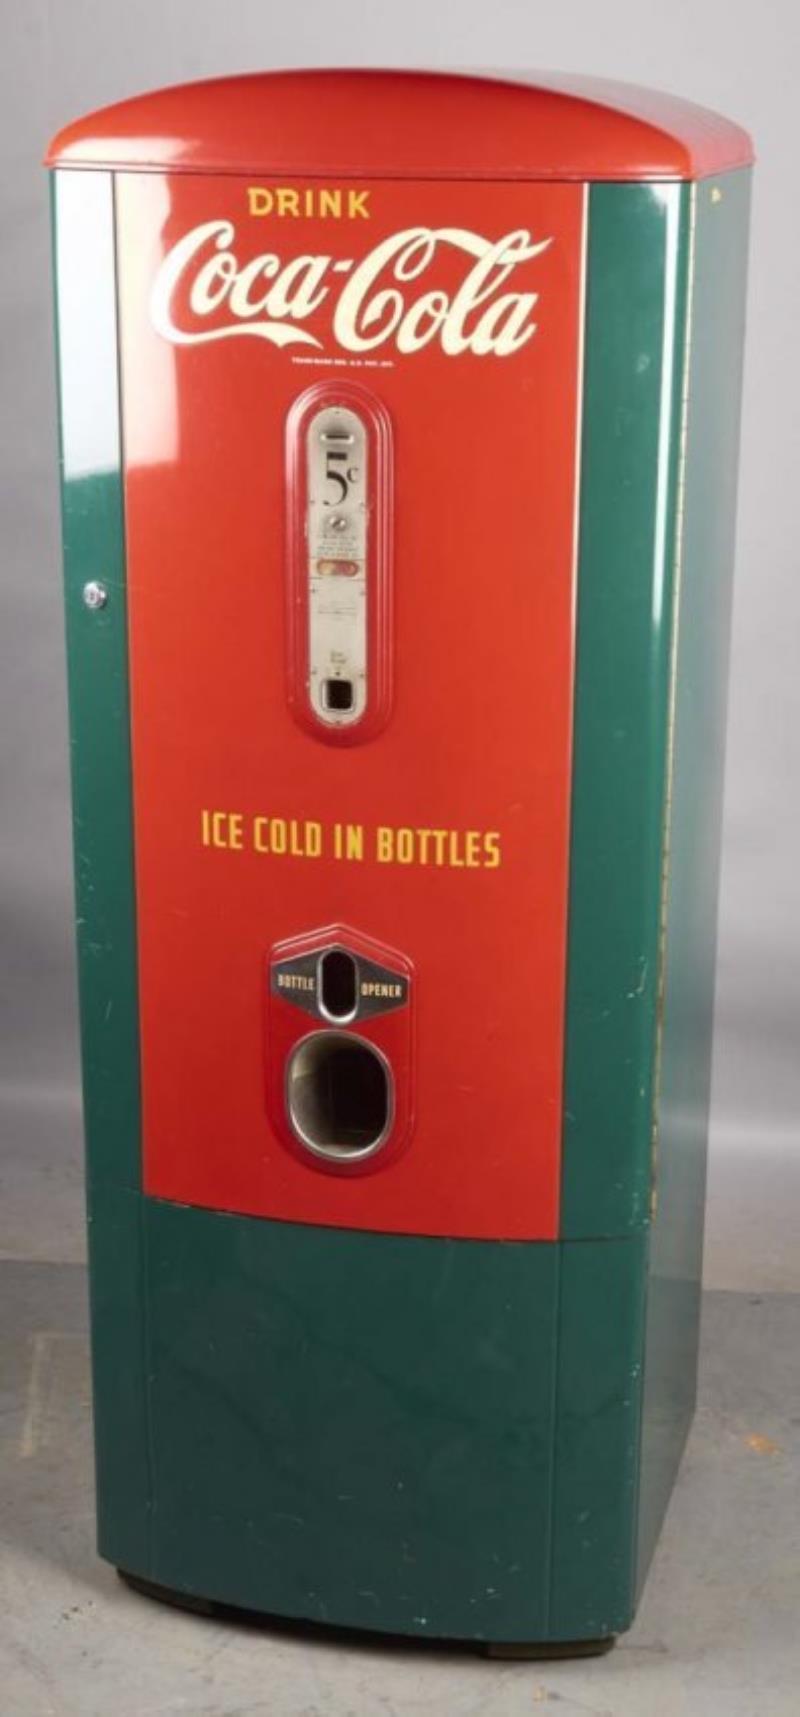 DRINK
Coca-Cola
5¢
ICE COLD IN BOTTLES
BOTTLE OPENER